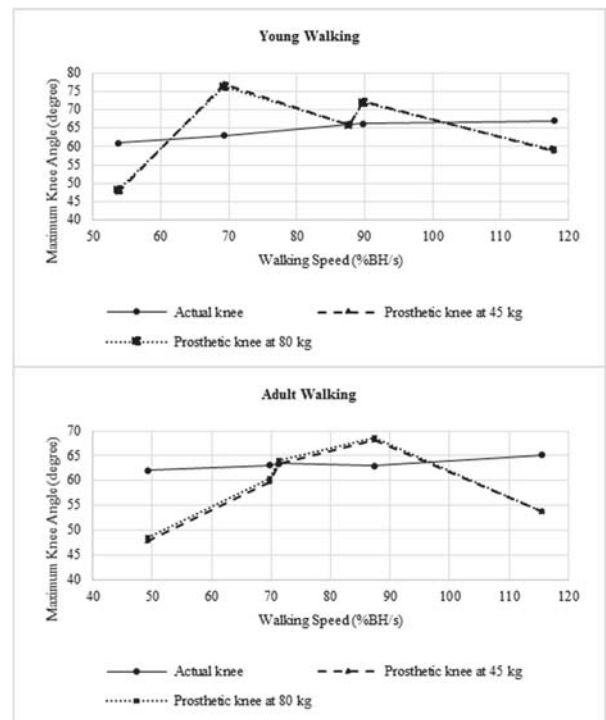 Young Walking
Maximum Knee Angle (degree)
80
75
70
65
60
55
50
45
40
50 60 70 80 90 100 110 120
Walking Speed (%BH/s)
Actual knee Prosthetic knee at 45 kg
Prosthetic knee at 80 kg
Adult Walking
Maximum Knee Angle (degree)
70
65
60
55
50
45
40
40 50 60 70 80 90 100 110 120
Walking Speed (%BH/s)
Actual knee Prosthetic knee at 45 kg
Prosthetic knee at 80 kg